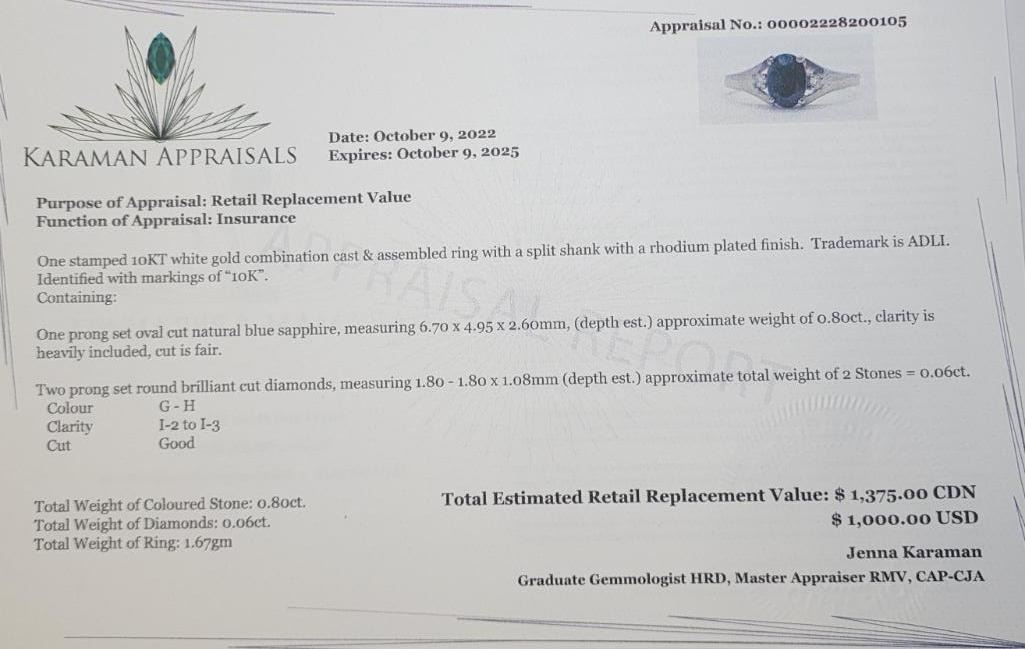 Appraisal No.: 00002228200105
KARAMAN APPRAISALS
Date: October 9, 2022
Expires: October 9, 2025
Purpose of Appraisal: Retail Replacement Value
Function of Appraisal: Insurance
APPRAISAL REPORT
One stamped 10KT white gold combination cast & assembled ring with a split shank with a rhodium plated finish. Trademark is ADLI.
Identified with markings of “10K”.
Containing:
One prong set oval cut natural blue sapphire, measuring 6.70 x 4.95 x 2.60mm, (depth est.) approximate weight of 0.80ct., clarity is
heavily included, cut is fair.
Two prong set round brilliant cut diamonds, measuring 1.80 - 1.80 x 1.08mm (depth est.) approximate total weight of 2 Stones = 0.06ct.
Colour G - H
Clarity I-2 to I-3
Cut Good
Total Weight of Coloured Stone: 0.80ct.
Total Weight of Diamonds: 0.06ct.
Total Weight of Ring: 1.67gm
Total Estimated Retail Replacement Value: $ 1,375.00 CDN
$ 1,000.00 USD
Jenna Karaman
Graduate Gemmologist HRD, Master Appraiser RMV, CAP-CJA